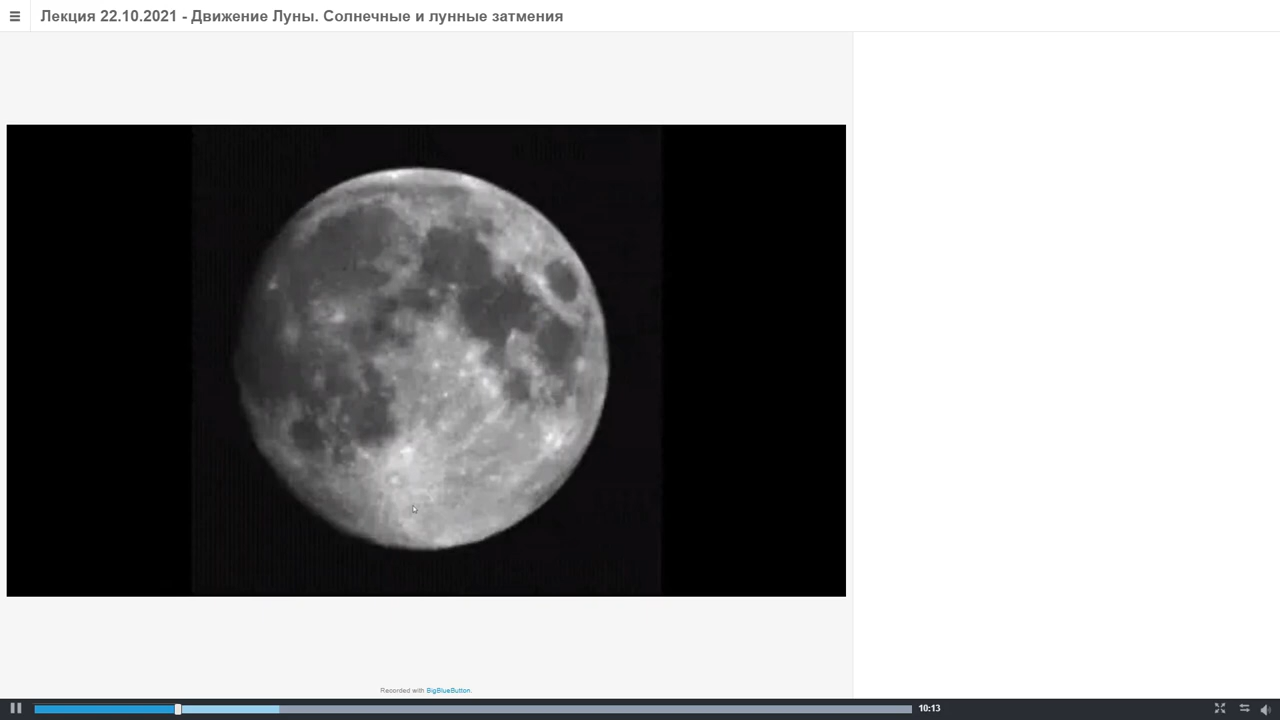 Лекция 22.10.2021 - Движение Луны. Солнечные и лунные затмения
Recorded with BigBlueButton.
10:13